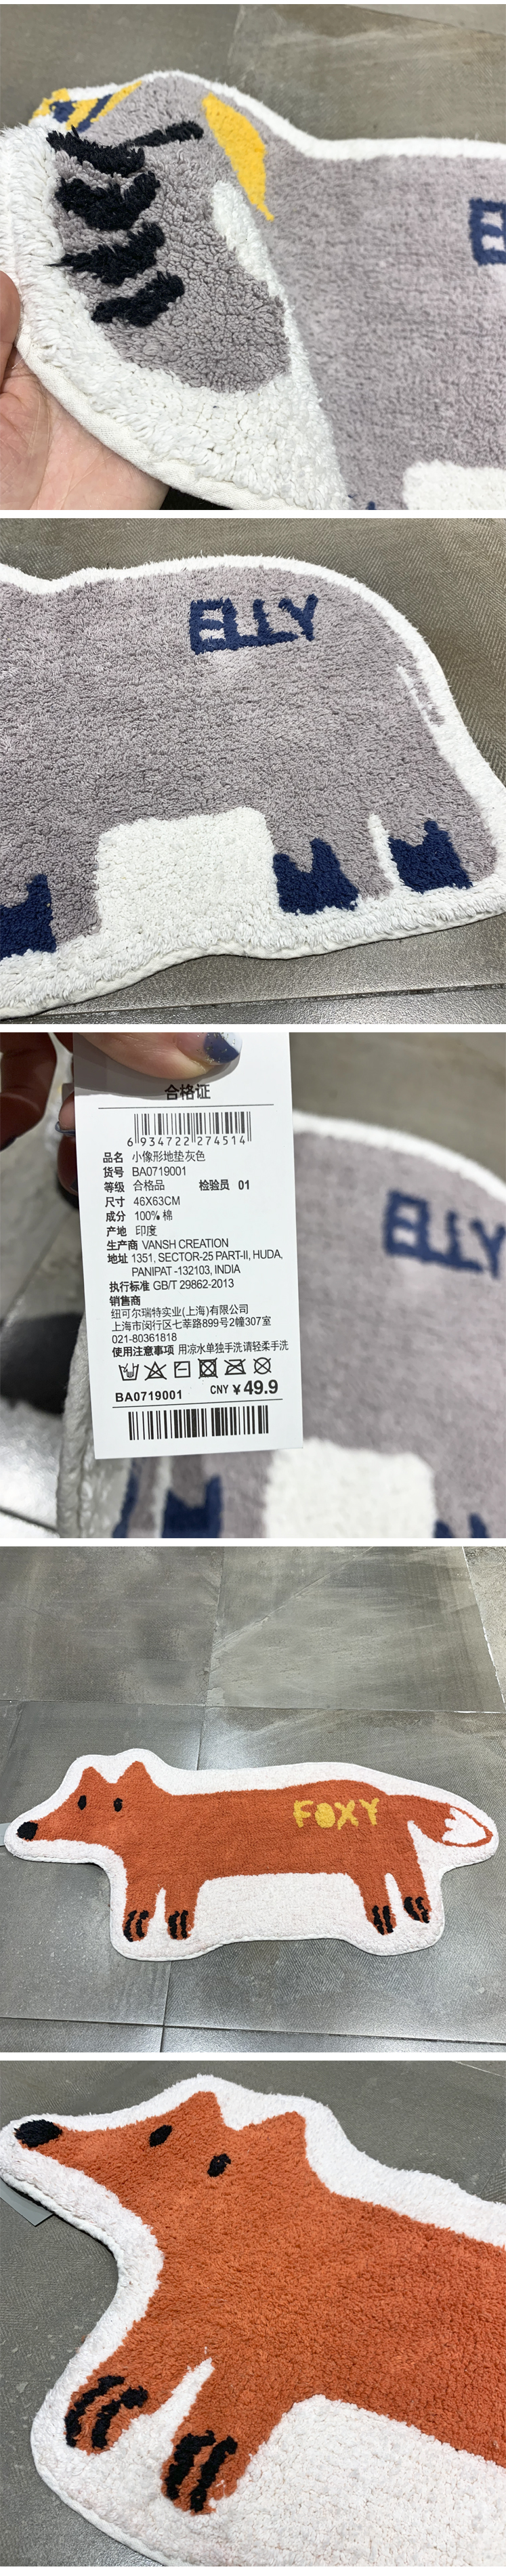 E
ELLY
合格证
6 934722 274514
品名 小像形地垫灰色
货号 BA0719001
等级 合格品 检验员 01
尺寸 46X63CM
成分 100% 棉
产地 印度
生产商 VANSH CREATION
地址 1351, SECTOR-25 PART-II, HUDA,
PANIPAT -132103, INDIA
执行标准 GB/T 29862-2013
销售商
纽可尔瑞特实业(上海)有限公司
上海市闵行区七莘路899号2幢307室
021-80361818
使用注意事项 用凉水单独手洗请轻柔手洗
BA0719001 CNY ¥49.9
ELLY
FOXY